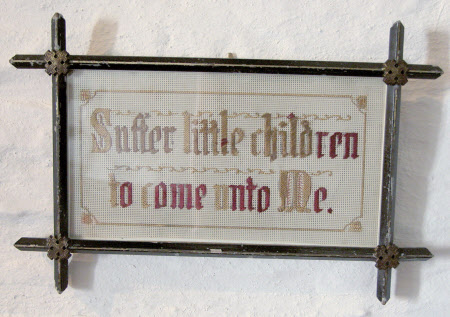 Suffer little children
to come unto Me.